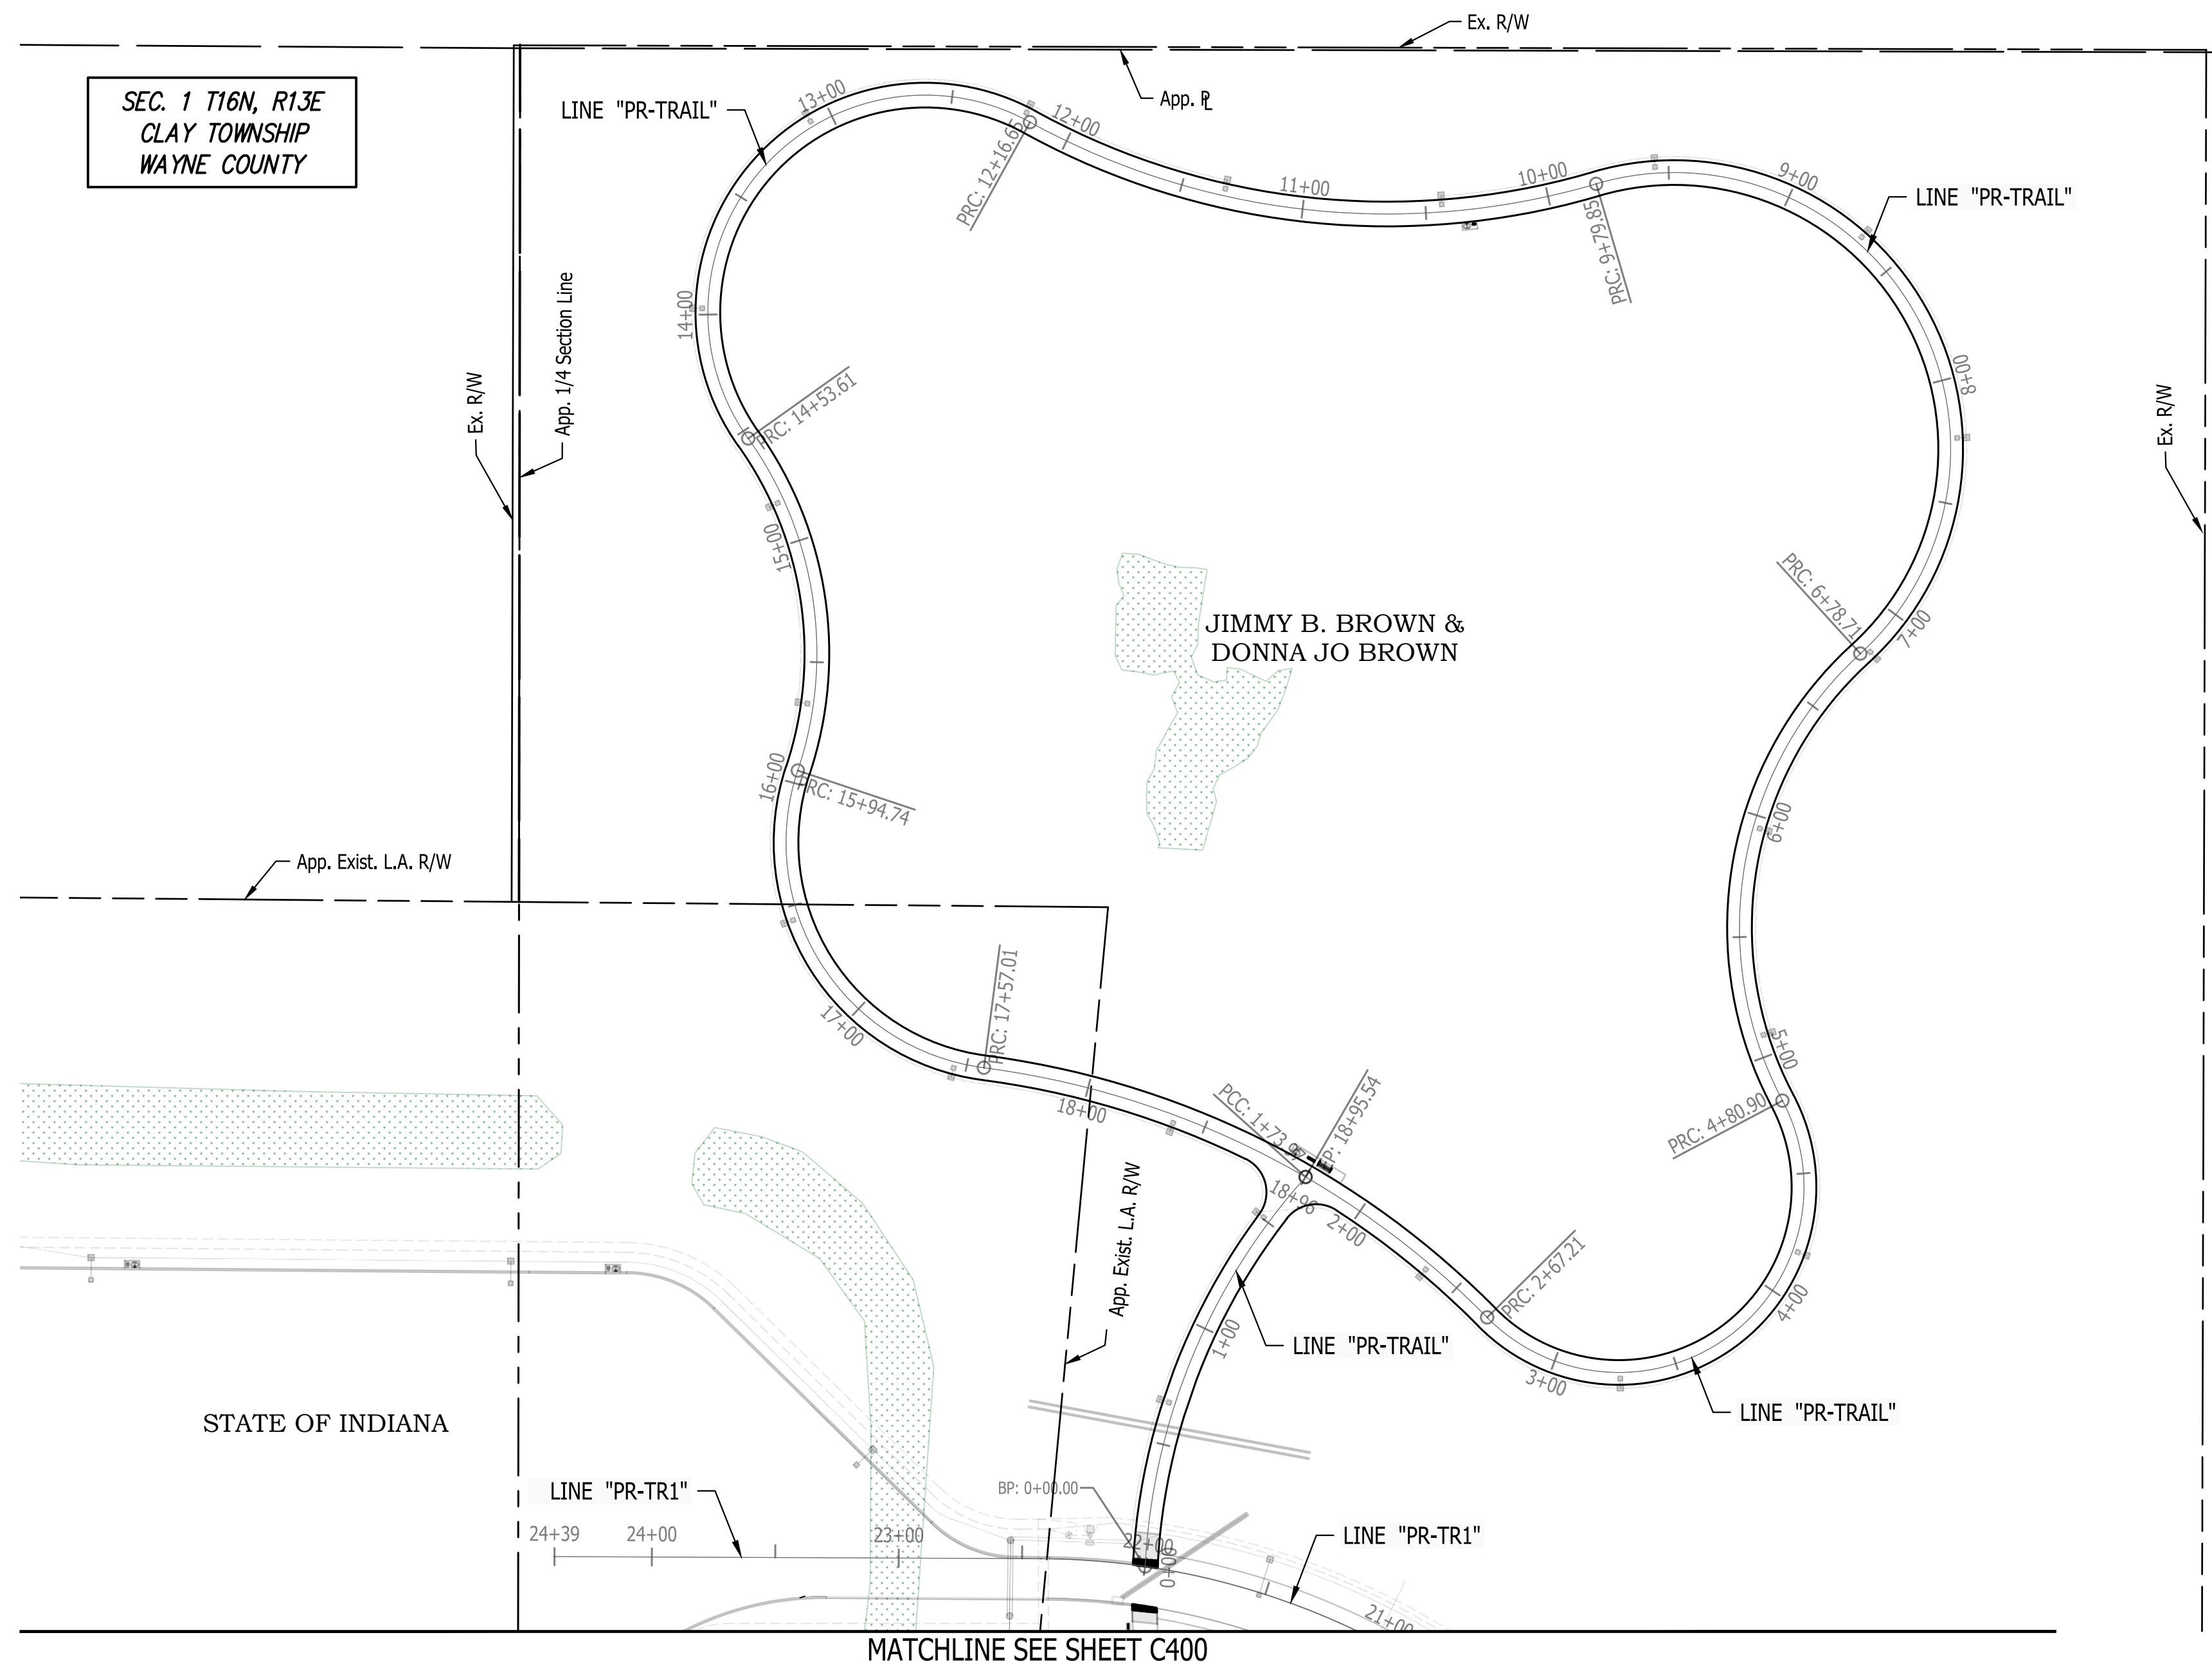 Ex. R/W
SEC. 1 T16N, R13E
CLAY TOWNSHIP
WAYNE COUNTY
LINE "PR-TRAIL"
13+00
12+00
App. PL
PRC: 12+16.65
11+00
10+00
PRC: 9+79.85
9+00
LINE "PR-TRAIL"
14+00
8+00
Ex. R/W
App. 1/4 Section Line
PRC: 14+53.61
Ex. R/W
15+00
PRC: 6+78.71
7+00
JIMMY B. BROWN &
DONNA JO BROWN
16+00
PRC: 15+94.74
6+00
App. Exist. L.A. R/W
17+00
PRC: 17+57.01
5+00
PRC: 4+80.90
18+00
PCC: 1+73.97
EP: 18+95.54
18+96
2+00
App. Exist. L.A. R/W
PRC: 2+67.21
4+00
1+00
LINE "PR-TRAIL"
3+00
LINE "PR-TRAIL"
STATE OF INDIANA
LINE "PR-TR1"
BP: 0+00.00
24+39
24+00
23+00
22+00
0+00
LINE "PR-TR1"
21+00
MATCHLINE SEE SHEET C400